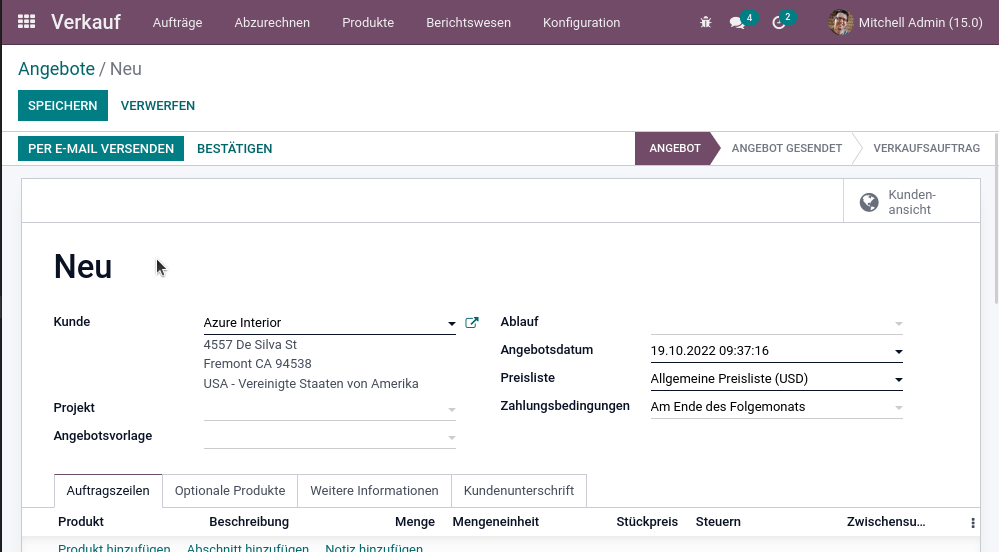 Verkauf Aufträge Abzurechnen Produkte Berichtswesen Konfiguration 4 2 Mitchell Admin (15.0)
Angebote / Neu
SPEICHERN VERWERFEN
PER E-MAIL VERSENDEN BESTÄTIGEN ANGEBOT ANGEBOT GESENDET VERKAUFSAUFTRAG
Kunden-
ansicht
Neu
Kunde Azure Interior
4557 De Silva St
Fremont CA 94538
USA - Vereinigte Staaten von Amerika
Projekt
Angebotsvorlage
Ablauf
Angebotsdatum 19.10.2022 09:37:16
Preisliste Allgemeine Preisliste (USD)
Zahlungsbedingungen Am Ende des Folgemonats
Auftragszeilen Optionale Produkte Weitere Informationen Kundenunterschrift
Produkt Beschreibung Menge Mengeneinheit Stückpreis Steuern Zwischensu...
Produkt hinzufügen Abschnitt hinzufügen Notiz hinzufügen